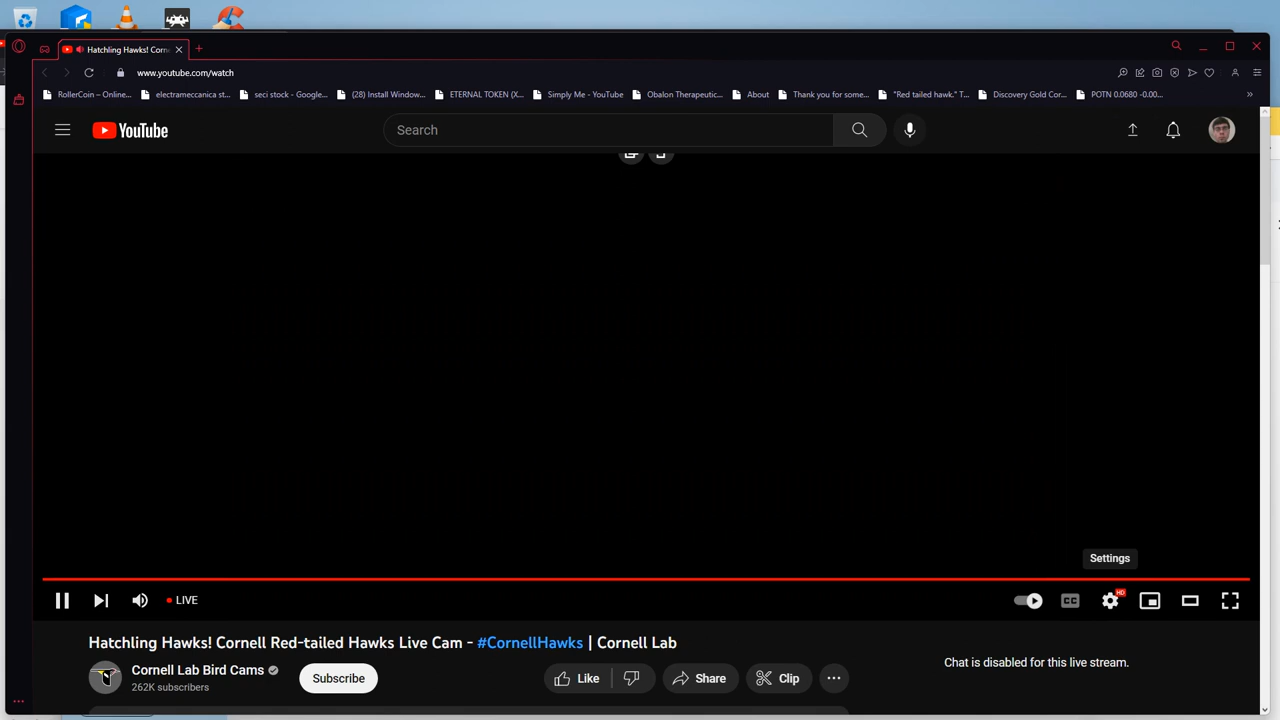 Hatchling Hawks! Corne
www.youtube.com/watch
RollerCoin – Online...
electrameccanica st...
seci stock - Google...
(28) Install Window...
ETERNAL TOKEN (X...
Simply Me - YouTube
Obalon Therapeutic...
About
Thank you for some...
"Red tailed hawk." T...
Discovery Gold Cor...
POTN 0.0680 -0.00...
YouTube
Search
Settings
LIVE
CC
HD
Hatchling Hawks! Cornell Red-tailed Hawks Live Cam - #CornellHawks | Cornell Lab
Cornell Lab Bird Cams
262K subscribers
Subscribe
Like
Share
Clip
Chat is disabled for this live stream.